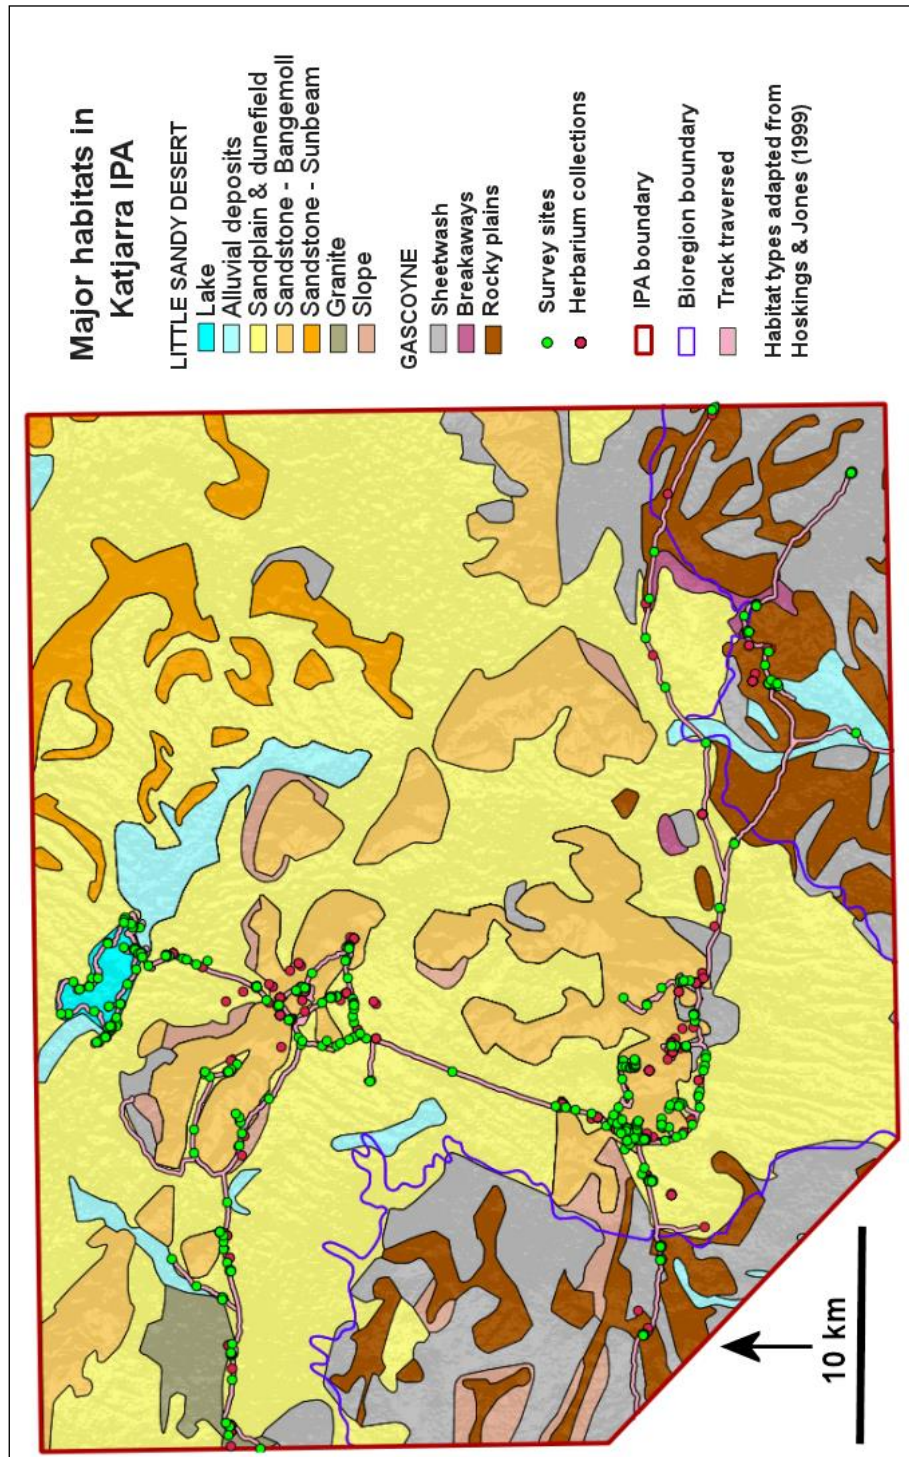 Major habitats in
Katjarra IPA
LITTLE SANDY DESERT
Lake
Alluvial deposits
Sandplain & dunefield
Sandstone - Bangemoll
Sandstone - Sunbeam
Granite
Slope
GASCOYNE
Sheetwash
Breakaways
Rocky plains
Survey sites
Herbarium collections
IPA boundary
Bioregion boundary
Track traversed
Habitat types adapted from
Hoskings & Jones (1999)
10 km